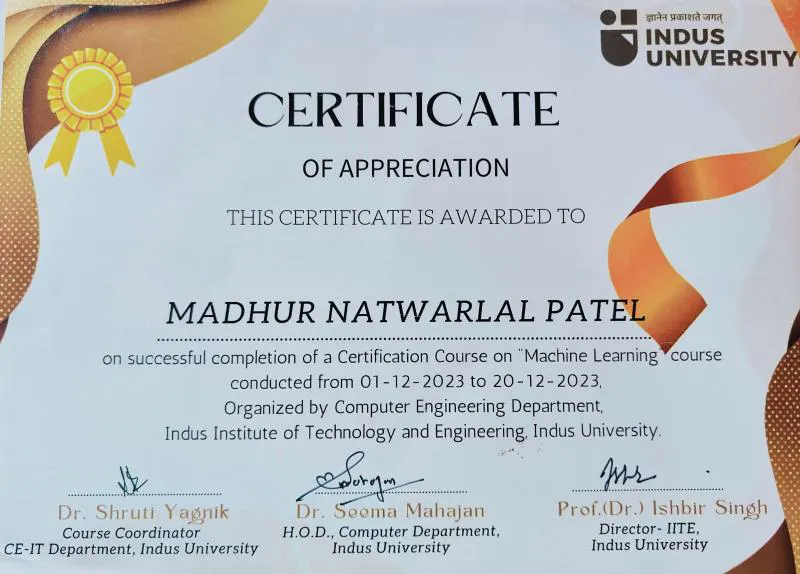 ज्ञानेन प्रकाशते जगत्
INDUS
UNIVERSITY
CERTIFICATE
OF APPRECIATION
THIS CERTIFICATE IS AWARDED TO
MADHUR NATWARLAL PATEL
on successful completion of a Certification Course on "Machine Learning" course
conducted from 01-12-2023 to 20-12-2023,
Organized by Computer Engineering Department,
Indus Institute of Technology and Engineering, Indus University.
Dr. Shruti Yagnik
Course Coordinator
CE-IT Department, Indus University
Dr. Seema Mahajan
H.O.D., Computer Department,
Indus University
Prof.(Dr.) Ishbir Singh
Director- IITE,
Indus University